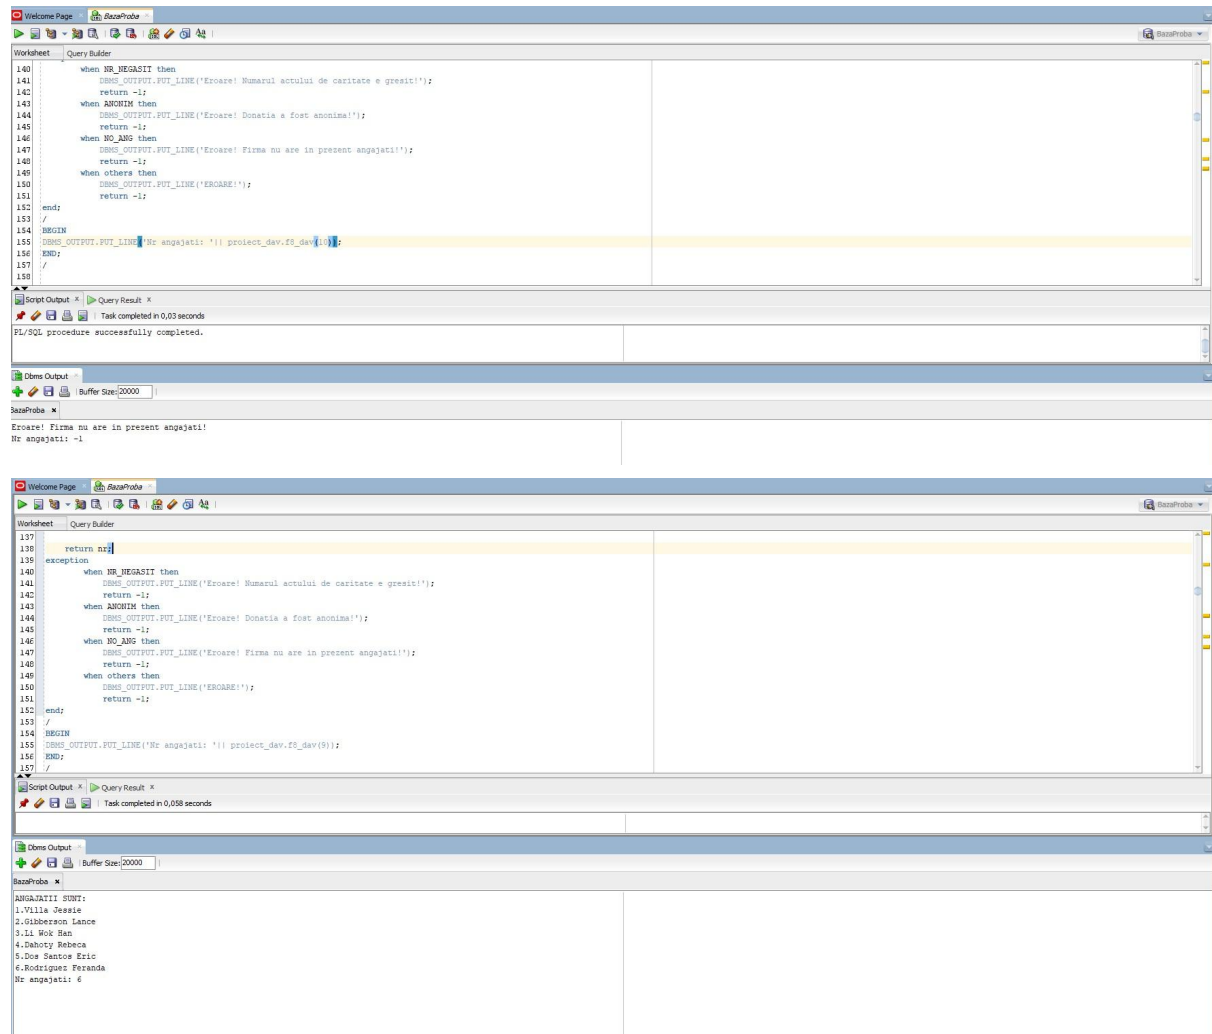 Welcome Page BazaProba
BazaProba
Worksheet Query Builder
140 when NR_NEGASIT then
141 DBMS_OUTPUT.PUT_LINE('Eroare! Numarul actului de caritate e gresit!');
142 return -1;
143 when ANONIM then
144 DBMS_OUTPUT.PUT_LINE('Eroare! Donatia a fost anonima!');
145 return -1;
146 when NO_ANG then
147 DBMS_OUTPUT.PUT_LINE('Eroare! Firma nu are in prezent angajati!');
148 return -1;
149 when others then
150 DBMS_OUTPUT.PUT_LINE('EROARE!');
151 return -1;
152 end;
153 /
154 BEGIN
155 DBMS_OUTPUT.PUT_LINE('Nr angajati: '|| proiect_dav.f8_dav(10));
156 END;
157 /
158
Script Output x Query Result x
Task completed in 0,03 seconds
PL/SQL procedure successfully completed.
Dbms Output
Buffer Size: 20000
BazaProba x
Eroare! Firma nu are in prezent angajati!
Nr angajati: -1
Welcome Page BazaProba
BazaProba
Worksheet Query Builder
137
138 return nr;
139 exception
140 when NR_NEGASIT then
141 DBMS_OUTPUT.PUT_LINE('Eroare! Numarul actului de caritate e gresit!');
142 return -1;
143 when ANONIM then
144 DBMS_OUTPUT.PUT_LINE('Eroare! Donatia a fost anonima!');
145 return -1;
146 when NO_ANG then
147 DBMS_OUTPUT.PUT_LINE('Eroare! Firma nu are in prezent angajati!');
148 return -1;
149 when others then
150 DBMS_OUTPUT.PUT_LINE('EROARE!');
151 return -1;
152 end;
153 /
154 BEGIN
155 DBMS_OUTPUT.PUT_LINE('Nr angajati: '|| proiect_dav.f8_dav(9));
156 END;
157 /
Script Output x Query Result x
Task completed in 0,058 seconds
Dbms Output
Buffer Size: 20000
BazaProba x
ANGAJATII SUNT:
1.Villa Jessie
2.Gibberson Lance
3.Li Wok Han
4.Dahoty Rebeca
5.Dos Santos Eric
6.Rodriguez Feranda
Nr angajati: 6